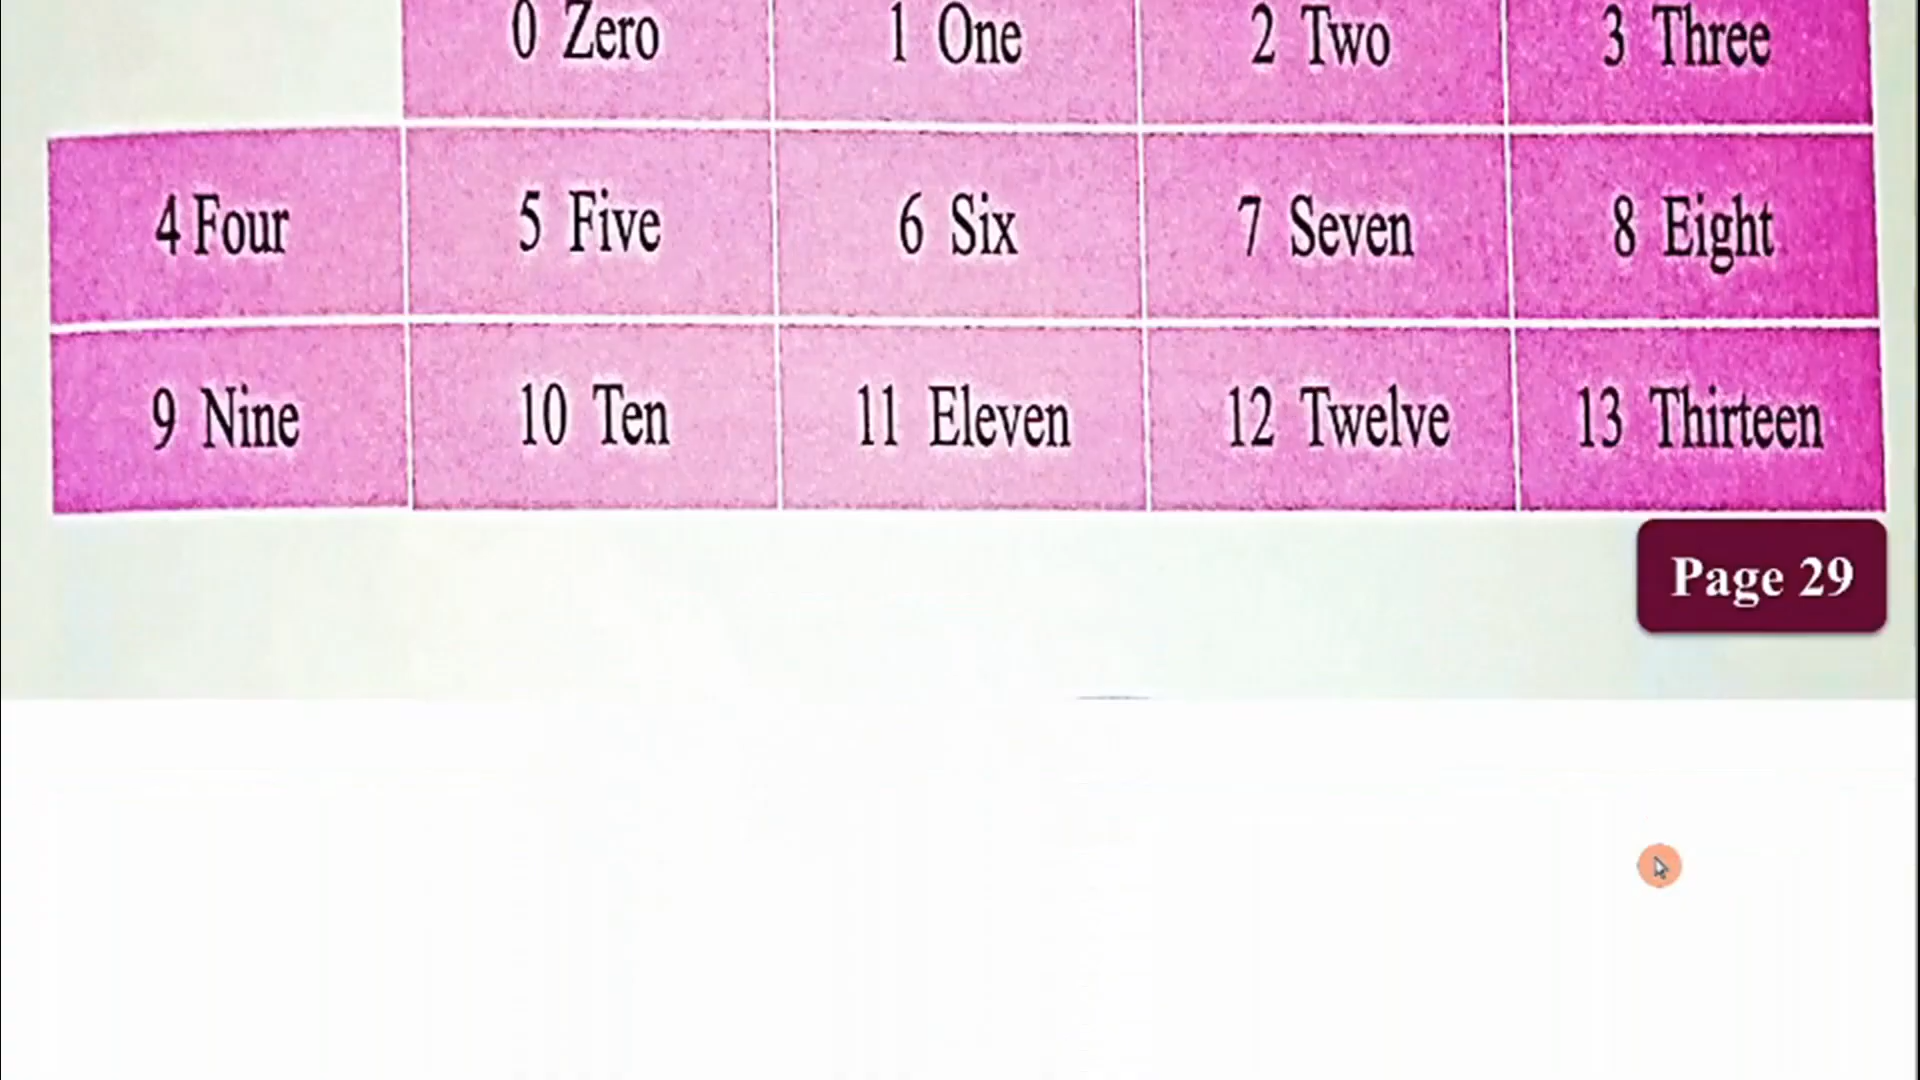 0 Zero 1 One 2 Two 3 Three
4 Four 5 Five 6 Six 7 Seven 8 Eight
9 Nine 10 Ten 11 Eleven 12 Twelve 13 Thirteen
Page 29